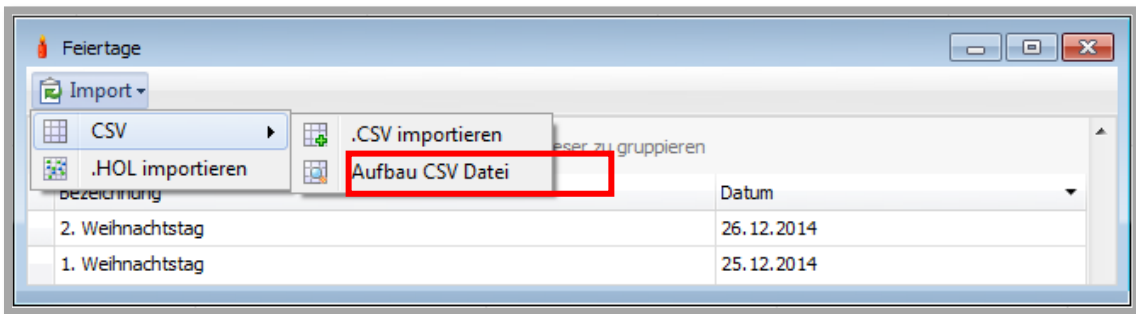 Feiertage
Import
CSV
.CSV importieren
eser zu gruppieren
.HOL importieren
Aufbau CSV Datei
Bezeichnung
Datum
2. Weihnachtstag
26.12.2014
1. Weihnachtstag
25.12.2014